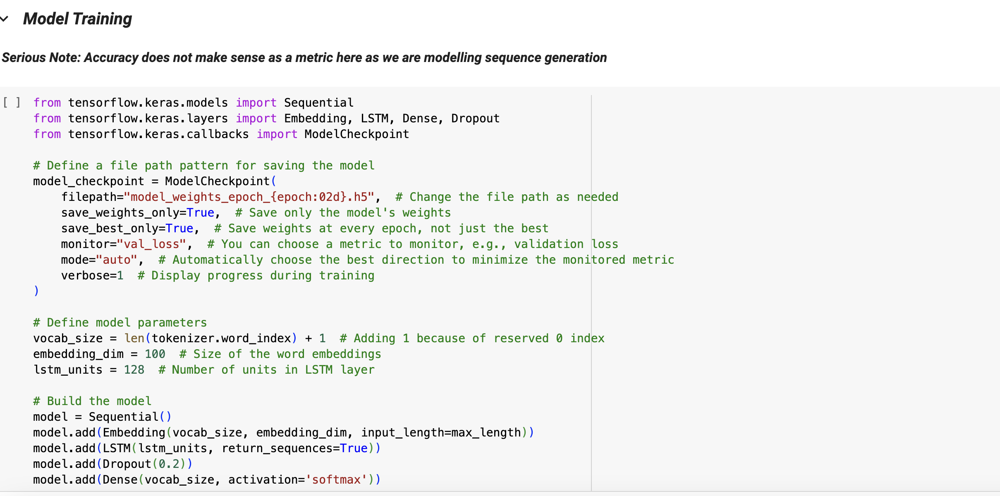 Model Training
Serious Note: Accuracy does not make sense as a metric here as we are modelling sequence generation
[ ] from tensorflow.keras.models import Sequential
from tensorflow.keras.layers import Embedding, LSTM, Dense, Dropout
from tensorflow.keras.callbacks import ModelCheckpoint
# Define a file path pattern for saving the model
model_checkpoint = ModelCheckpoint(
    filepath="model_weights_epoch_{epoch:02d}.h5",  # Change the file path as needed
    save_weights_only=True,  # Save only the model's weights
    save_best_only=True,  # Save weights at every epoch, not just the best
    monitor="val_loss",  # You can choose a metric to monitor, e.g., validation loss
    mode="auto",  # Automatically choose the best direction to minimize the monitored metric
    verbose=1  # Display progress during training
)
# Define model parameters
vocab_size = len(tokenizer.word_index) + 1  # Adding 1 because of reserved 0 index
embedding_dim = 100  # Size of the word embeddings
lstm_units = 128  # Number of units in LSTM layer
# Build the model
model = Sequential()
model.add(Embedding(vocab_size, embedding_dim, input_length=max_length))
model.add(LSTM(lstm_units, return_sequences=True))
model.add(Dropout(0.2))
model.add(Dense(vocab_size, activation='softmax'))